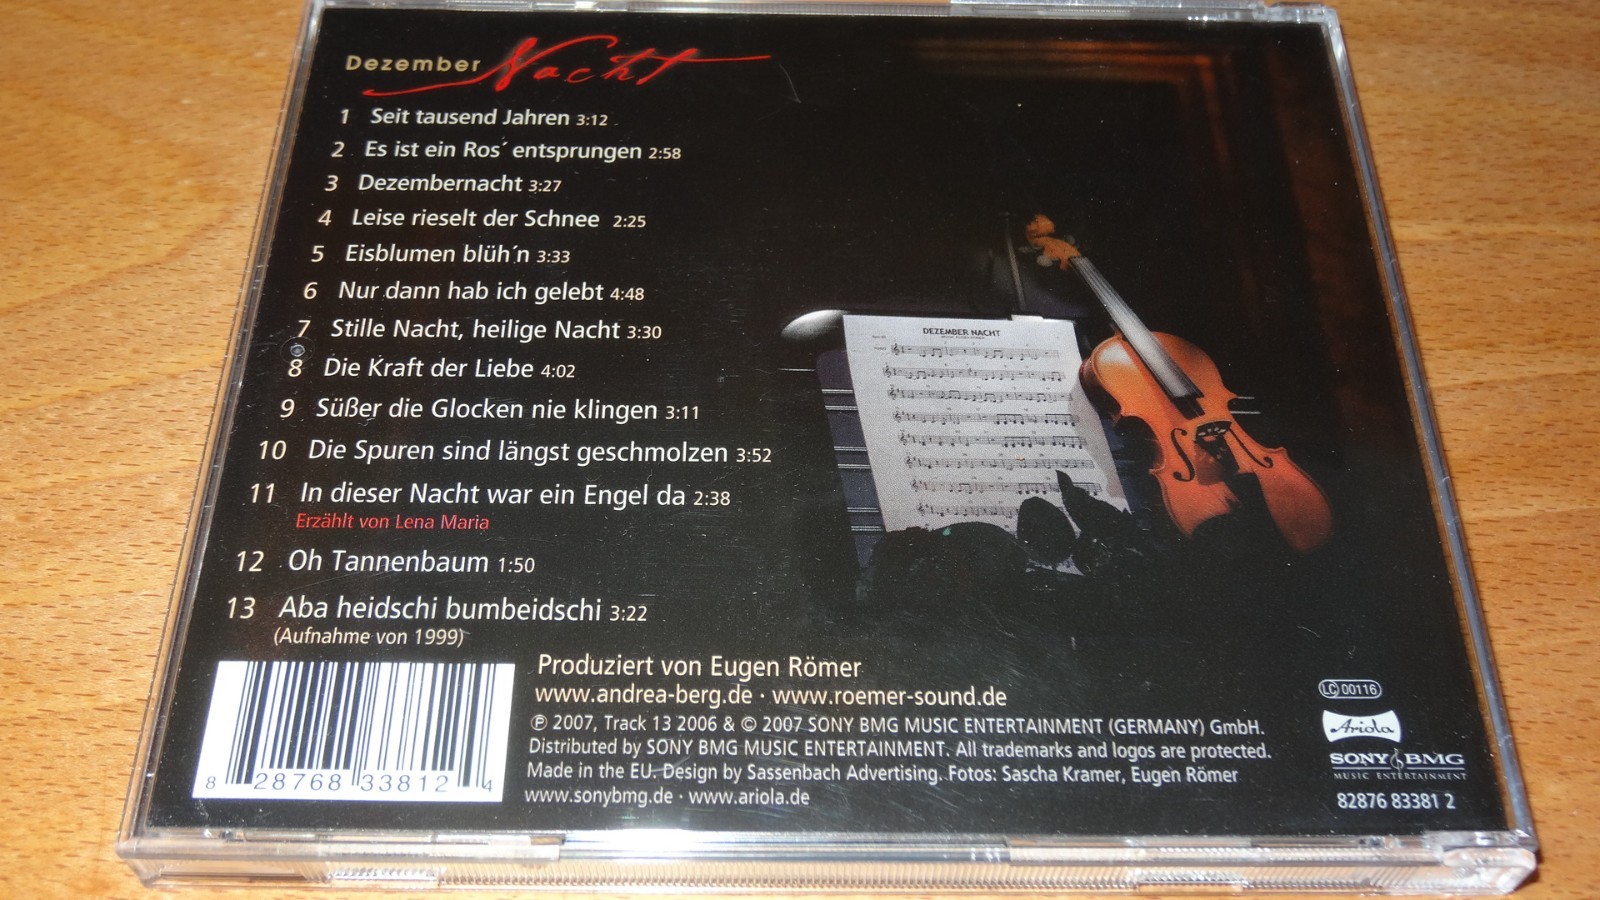 Dezember Nacht
1 Seit tausend Jahren 3:12
2 Es ist ein Ros´ entsprungen 2:58
3 Dezembernacht 3:27
4 Leise rieselt der Schnee 2:25
5 Eisblumen blüh´n 3:33
6 Nur dann hab ich gelebt 4:48
7 Stille Nacht, heilige Nacht 3:30
8 Die Kraft der Liebe 4:02
9 Süßer die Glocken nie klingen 3:11
10 Die Spuren sind längst geschmolzen 3:52
11 In dieser Nacht war ein Engel da 2:38
Erzählt von Lena Maria
12 Oh Tannenbaum 1:50
13 Aba heidschi bumbeidschi 3:22
(Aufnahme von 1999)
DEZEMBER NACHT
8 28768 33812 4
Produziert von Eugen Römer
www.andrea-berg.de · www.roemer-sound.de
℗ 2007, Track 13 2006 & © 2007 SONY BMG MUSIC ENTERTAINMENT (GERMANY) GmbH.
Distributed by SONY BMG MUSIC ENTERTAINMENT. All trademarks and logos are protected.
Made in the EU. Design by Sassenbach Advertising. Fotos: Sascha Kramer, Eugen Römer
www.sonybmg.de · www.ariola.de
LC 00116
Ariola
SONY BMG
MUSIC ENTERTAINMENT
82876 83381 2